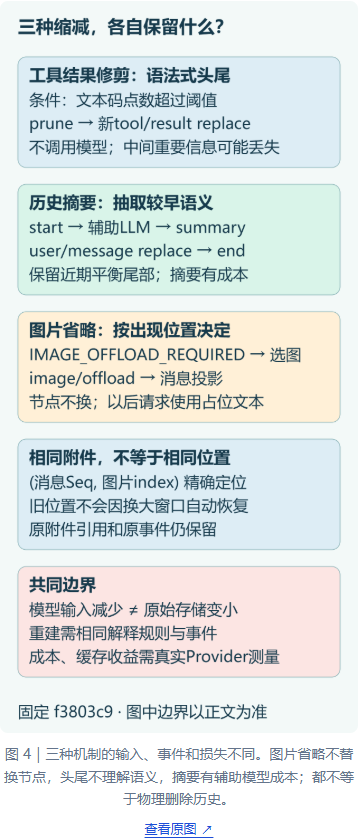 三种缩减，各自保留什么？
工具结果修剪：语法式头尾
条件：文本码点数超过阈值
prune → 新tool/result replace
不调用模型；中间重要信息可能丢失
历史摘要：抽取较早语义
start → 辅助LLM → summary
user/message replace → end
保留近期平衡尾部；摘要有成本
图片省略：按出现位置决定
IMAGE_OFFLOAD_REQUIRED → 选图
image/offload → 消息投影
节点不换；以后请求使用占位文本
相同附件，不等于相同位置
(消息Seq, 图片index) 精确定位
旧位置不会因换大窗口自动恢复
原附件引用和原事件仍保留
共同边界
模型输入减少 ≠ 原始存储变小
重建需相同解释规则与事件
成本、缓存收益需真实Provider测量
固定 f3803c9 · 图中边界以正文为准
图 4｜三种机制的输入、事件和损失不同。图片省略不替
换节点，头尾不理解语义，摘要有辅助模型成本；都不等
于物理删除历史。
查看原图 ↗